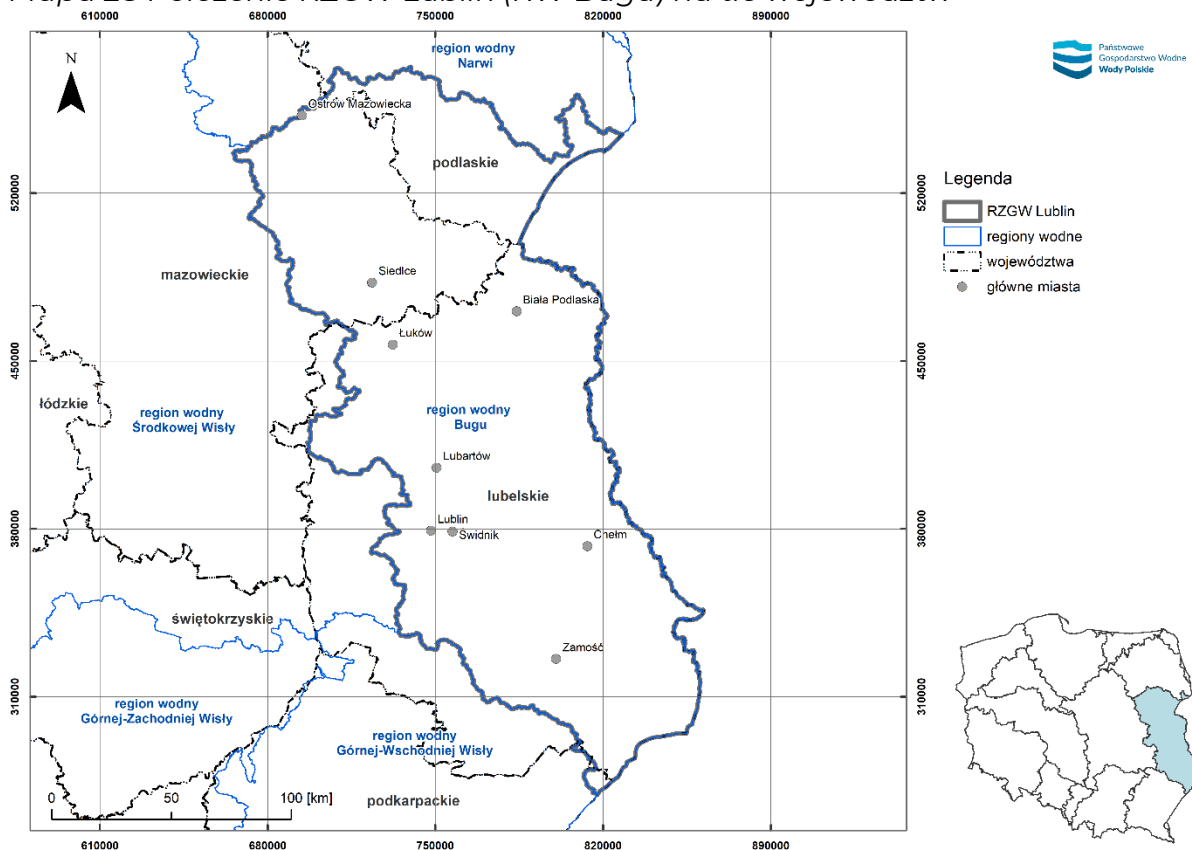 region wodny
Narwi
Państwowe
Gospodarstwo Wodne
Wody Polskie
N
Ostrów Mazowiecka
podlaskie
520000
520000
Legenda
RZGW Lublin
regiony wodne
województwa
główne miasta
mazowieckie
Siedlce
Biała Podlaska
Łuków
450000
450000
łódzkie
region wodny
Środkowej Wisły
region wodny
Bugu
Lubartów
lubelskie
Lublin
Świdnik
Chełm
380000
380000
świętokrzyskie
Zamość
310000
310000
region wodny
Górnej-Zachodniej Wisły
region wodny
Górnej-Wschodniej Wisły
podkarpackie
0 50 100 [km]
610000 680000 750000 820000 890000
610000 680000 750000 820000 890000